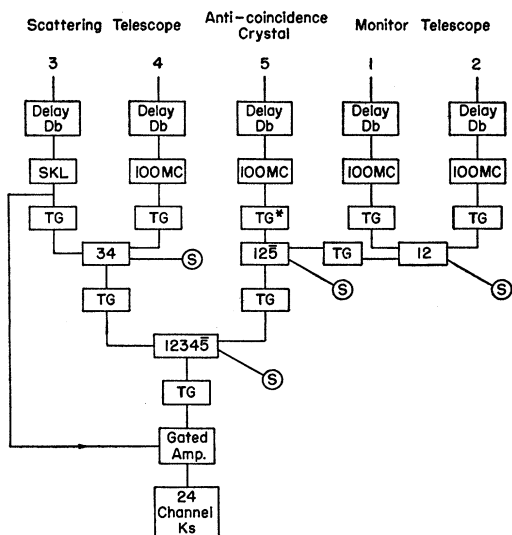 Scattering Telescope
Anti-coincidence
Crystal
Monitor Telescope
3 4 5 1 2
Delay
Db
Delay
Db
Delay
Db
Delay
Db
Delay
Db
SKL 100MC 100MC 100MC 100MC
TG TG TG* TG TG
34 S 125̅ TG 12
S S
TG TG
12345̅
S
TG
Gated
Amp.
24
Channel
Ks